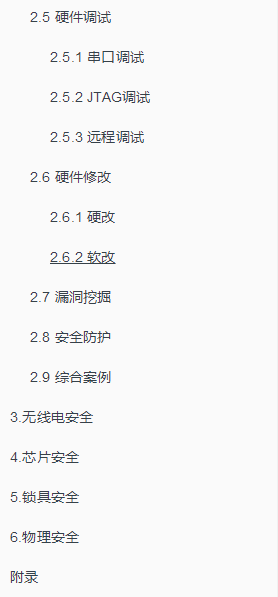 2.5 硬件调试
2.5.1 串口调试
2.5.2 JTAG调试
2.5.3 远程调试
2.6 硬件修改
2.6.1 硬改
2.6.2 软改
2.7 漏洞挖掘
2.8 安全防护
2.9 综合案例
3.无线电安全
4.芯片安全
5.锁具安全
6.物理安全
附录